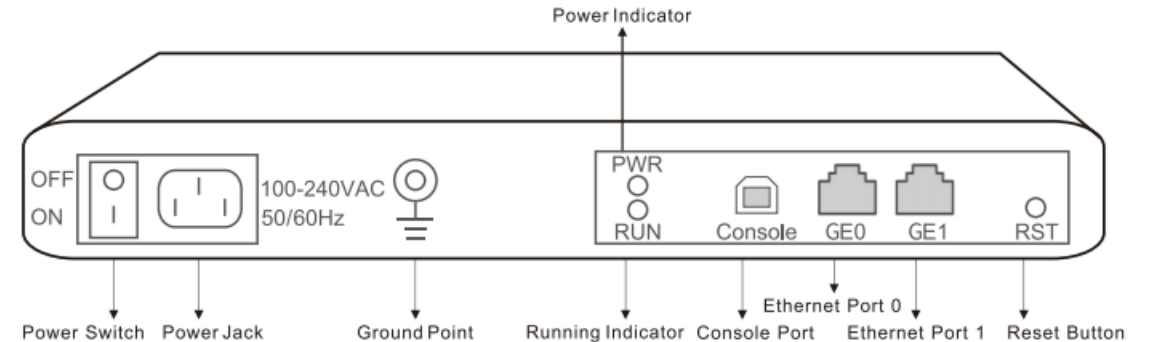 Power Indicator
OFF
ON
100-240VAC
50/60Hz
PWR
RUN
Console
GE0
GE1
RST
Ethernet Port 0
Power Switch
Power Jack
Ground Point
Running Indicator
Console Port
Ethernet Port 1
Reset Button